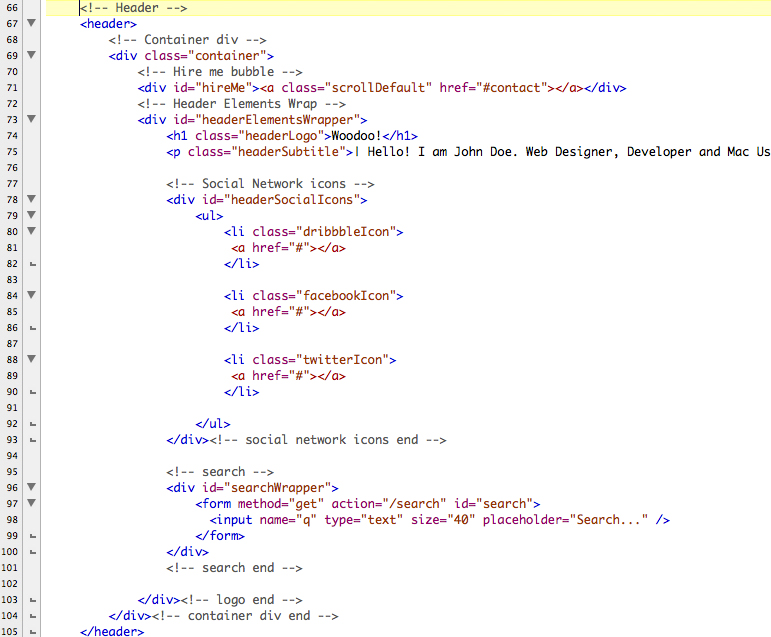 66 <!-- Header -->
67 <header>
68 <!-- Container div -->
69 <div class="container">
70 <!-- Hire me bubble -->
71 <div id="hireMe"><a class="scrollDefault" href="#contact"></a></div>
72 <!-- Header Elements Wrap -->
73 <div id="headerElementsWrapper">
74 <h1 class="headerLogo">Woodoo!</h1>
75 <p class="headerSubtitle">| Hello! I am John Doe. Web Designer, Developer and Mac Us
76
77 <!-- Social Network icons -->
78 <div id="headerSocialIcons">
79 <ul>
80 <li class="dribbbleIcon">
81 <a href="#"></a>
82 </li>
83
84 <li class="facebookIcon">
85 <a href="#"></a>
86 </li>
87
88 <li class="twitterIcon">
89 <a href="#"></a>
90 </li>
91
92 </ul>
93 </div><!-- social network icons end -->
94
95 <!-- search -->
96 <div id="searchWrapper">
97 <form method="get" action="/search" id="search">
98 <input name="q" type="text" size="40" placeholder="Search..." />
99 </form>
100 </div>
101 <!-- search end -->
102
103 </div><!-- logo end -->
104 </div><!-- container div end -->
105 </header>